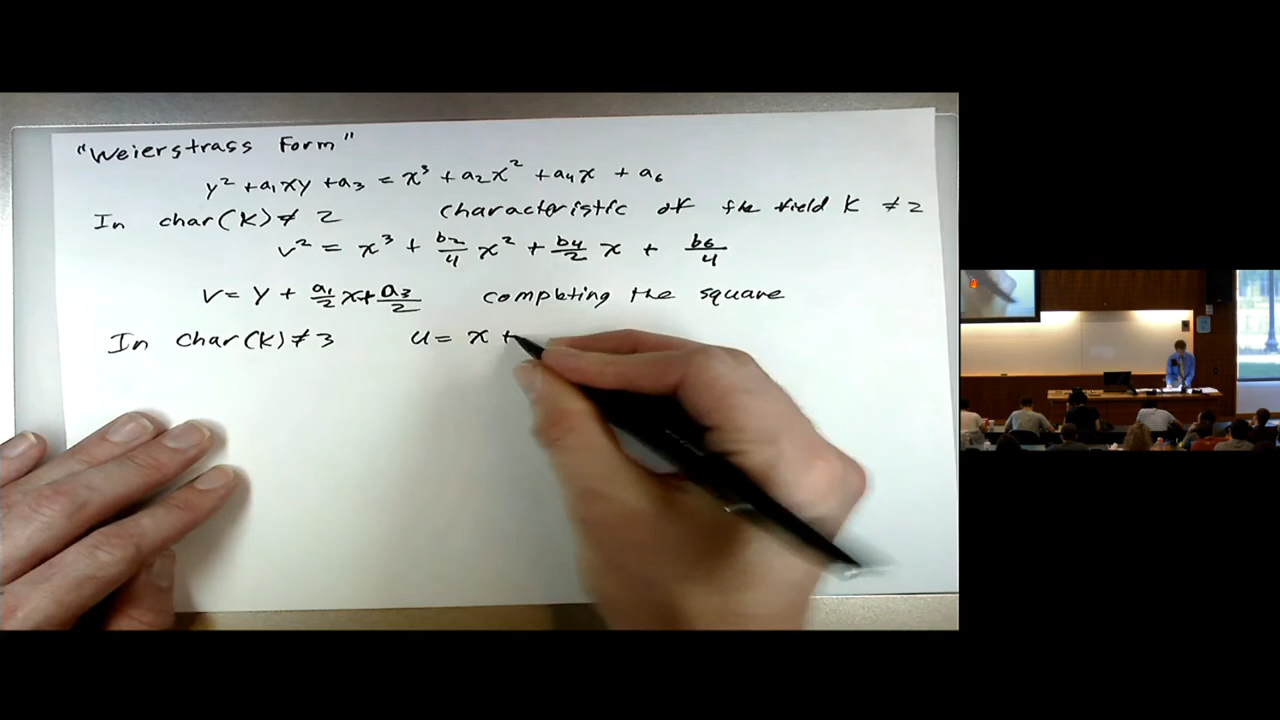 "Weierstrass Form"
y² + a₁xy + a₃ = x³ + a₂x² + a₄x + a₆
In char(K) ≠ 2 characteristic of the field K ≠ 2
v² = x³ + b₂/4 x² + b₄/2 x + b₆/4
v = y + a₁/2 x + a₃/2 completing the square
In char(K) ≠ 3 u = x +